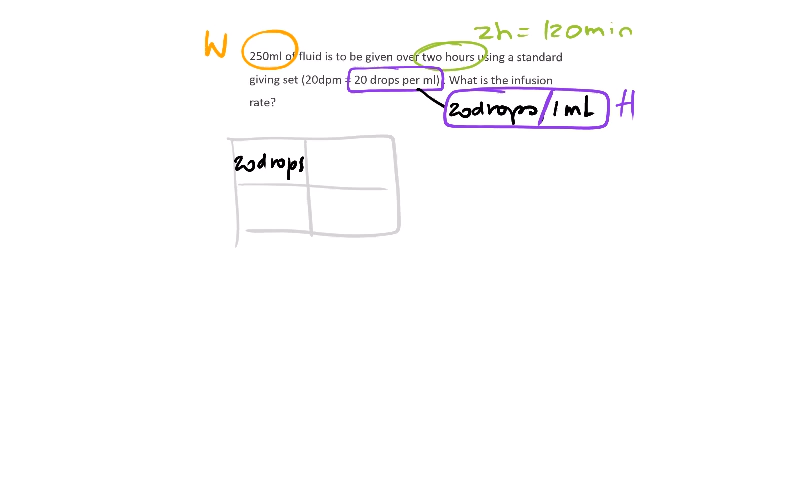 2h = 120min
W
250ml of fluid is to be given over two hours using a standard
giving set (20dpm = 20 drops per ml). What is the infusion
rate?
20drops/1mL H
20drops